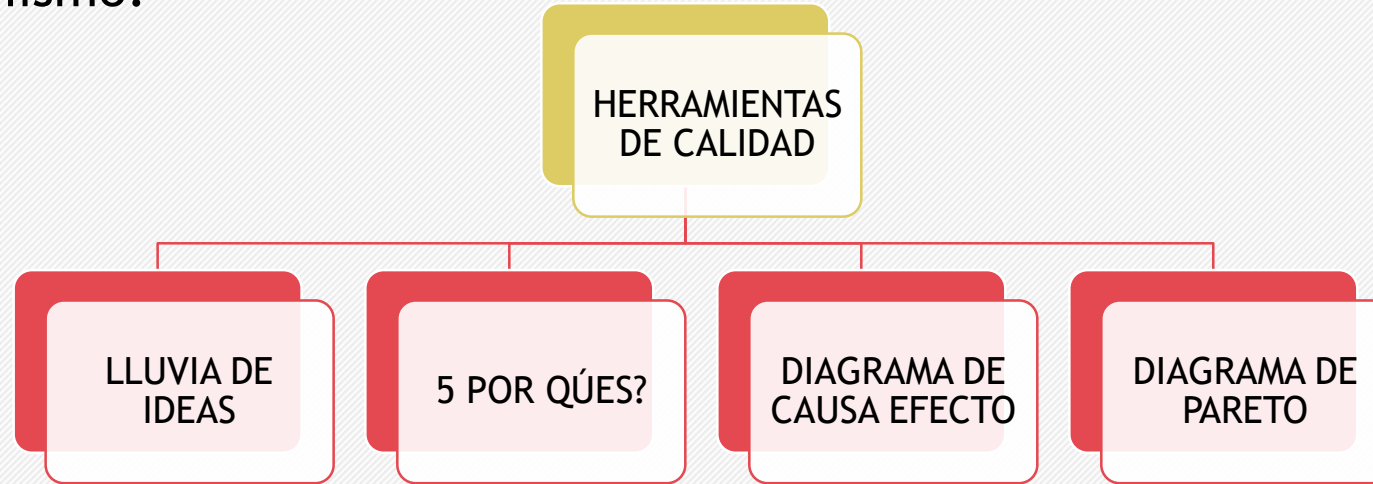 HERRAMIENTAS
DE CALIDAD
LLUVIA DE
IDEAS
5 POR QÚES?
DIAGRAMA DE
CAUSA EFECTO
DIAGRAMA DE
PARETO